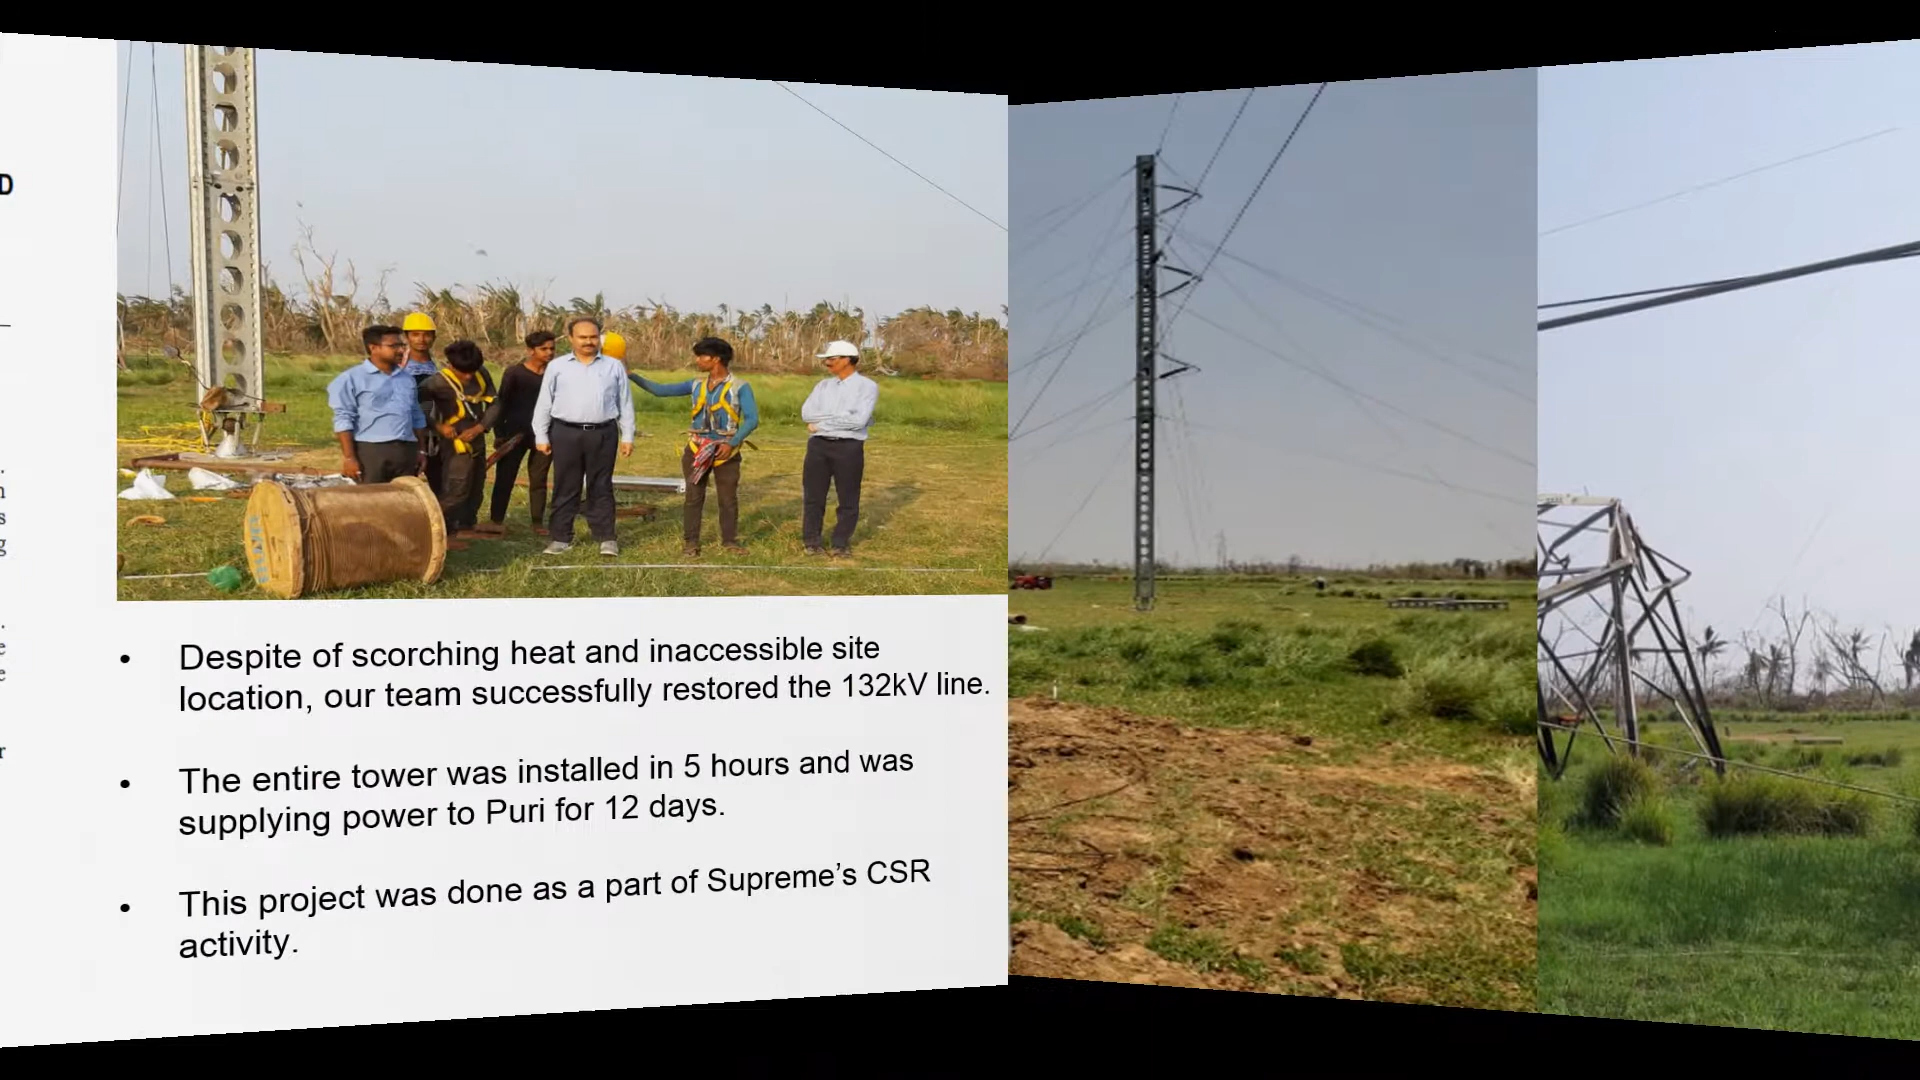 D
• Despite of scorching heat and inaccessible site
location, our team successfully restored the 132kV line.
• The entire tower was installed in 5 hours and was
supplying power to Puri for 12 days.
• This project was done as a part of Supreme’s CSR
activity.